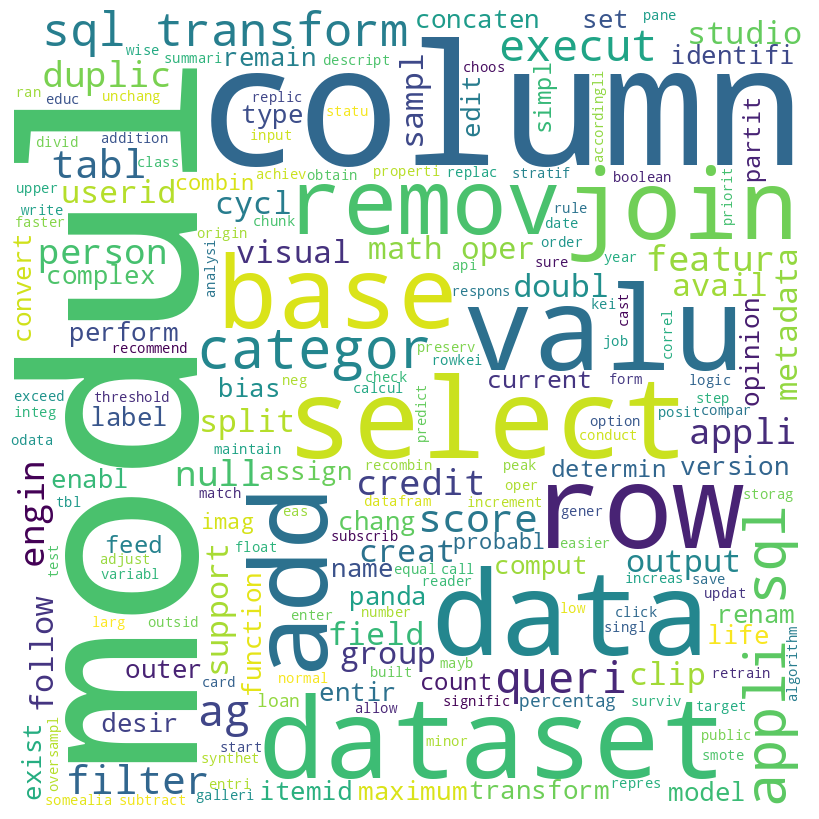 sql transform
concaten
set
pane
studio
wise
summari
remain
descript
choos
execut
identifi
ran
educ
unchang
duplic
replic
type
sampl
edit
simpl
accordingli
column
divid
addition
input
statu
partit
tabl
class
upper
userid
combin
achiev
obtain
properti
replac
stratif
boolean
priorit
write
faster
cycl
chunk
remov
join
date
rule
origin
person
visual
math oper
order
year
featur
convert
complex
analysi
api
sure
metadata
base
respons
doubl
kei
avail
perform
cast
job
correl
opinion
recommend
categor
preserv
rowkei
valu
check
calcul
current
form
logic
exceed
threshold
neg
bias
step
integ
label
split
predict
select
option
posit
compar
odata
maintain
conduct
appli
modul
enabl
null
assign
recombin
peak
determin
version
tbl
match
datafram
credit
oper
increment
storag
engin
add
imag
chang
score
row
gener
feed
eas
subscrib
creat
probabl
easier
output
appli sql
test
adjust
variabl
float
name
equal
call
reader
comput
increas
save
updat
support
function
enter
number
panda
data
low
click
renam
larg
outsid
field
singl
life
algorithm
follow
outer
built
mayb
group
normal
card
entir
count
queri
clip
retrain
desir
ag
loan
allow
signific
percentag
surviv
target
public
exist
oversampl
start
dataset
minor
smote
filter
synthet
entri
somealia
subtract
galleri
itemid
maximum
transform
repres
model